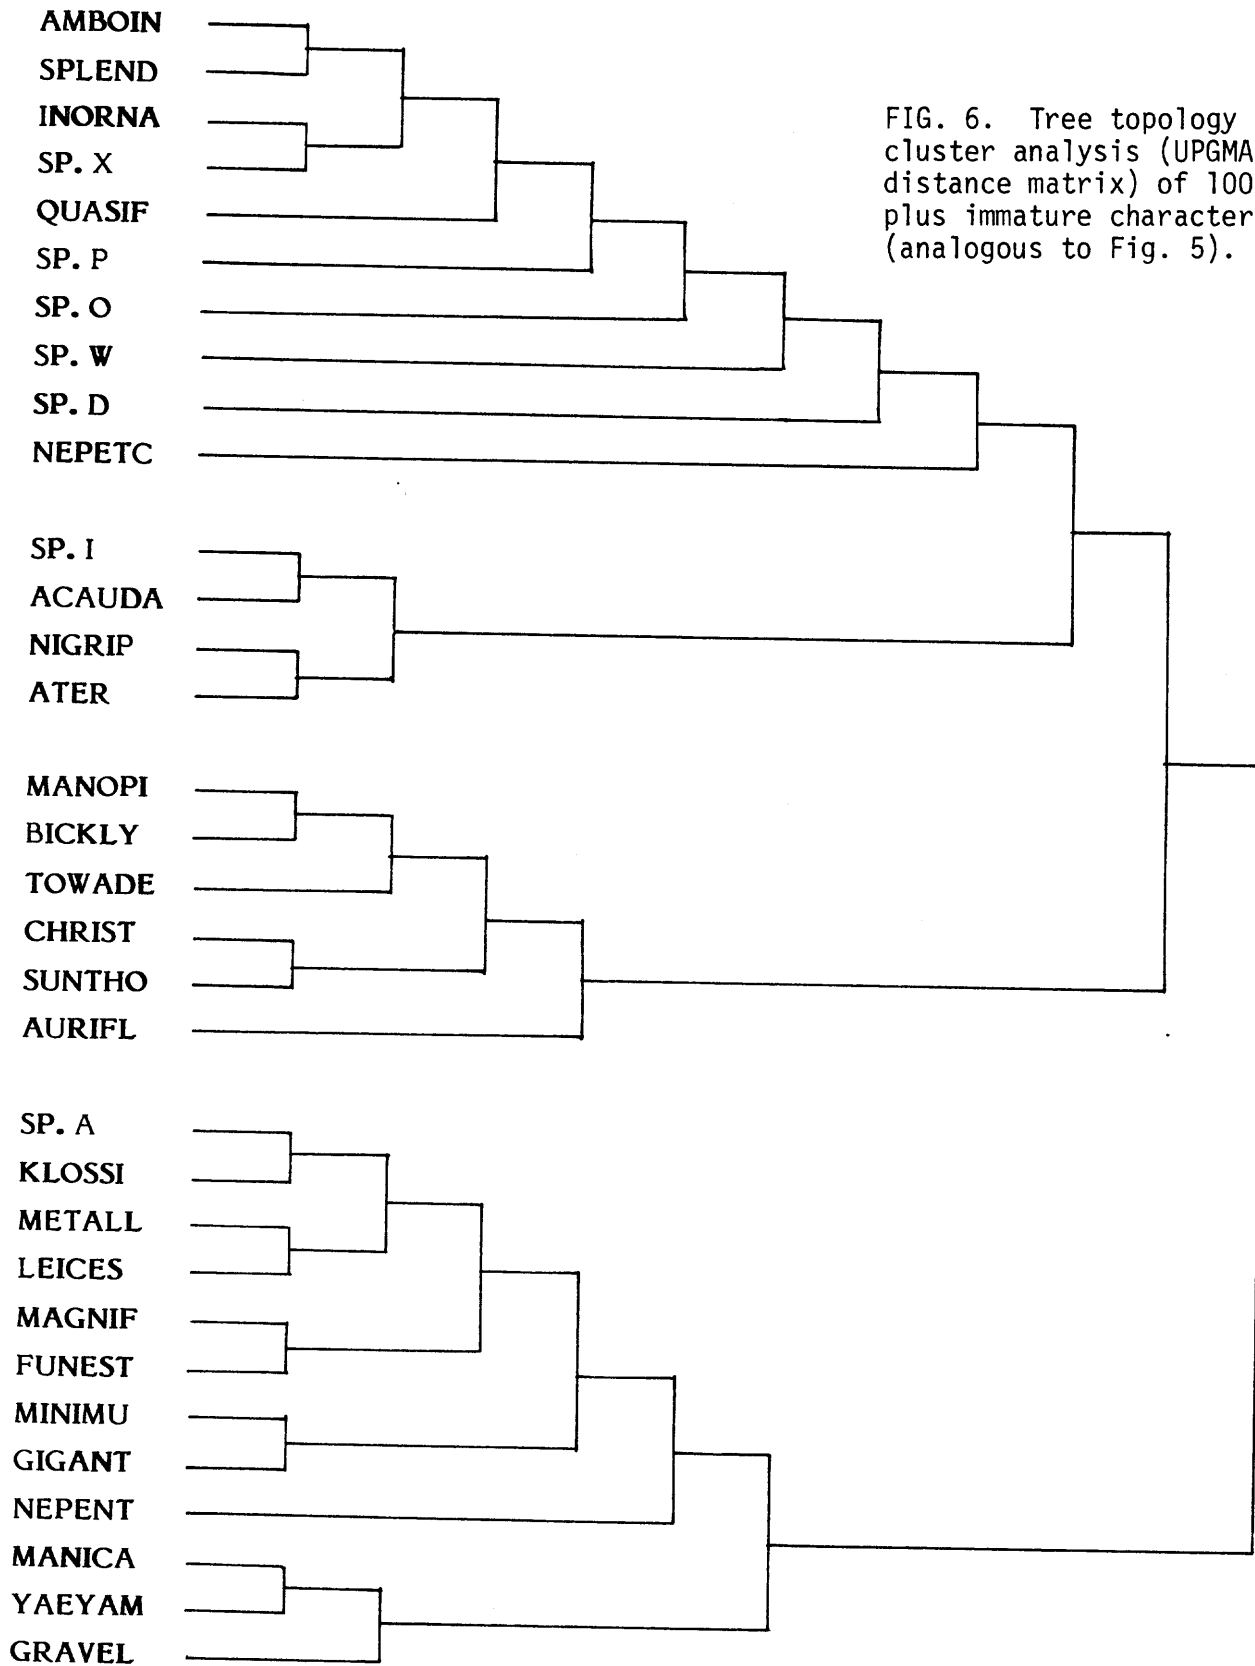 AMBOIN
SPLEND
INORNA
SP. X
QUASIF
SP. P
SP. O
SP. W
SP. D
NEPETC
FIG. 6. Tree topology
cluster analysis (UPGMA
distance matrix) of 100
plus immature character
(analogous to Fig. 5).
SP. I
ACAUDA
NIGRIP
ATER
MANOPI
BICKLY
TOWADE
CHRIST
SUNTHO
AURIFL
SP. A
KLOSSI
METALL
LEICES
MAGNIF
FUNEST
MINIMU
GIGANT
NEPENT
MANICA
YAEYAM
GRAVEL